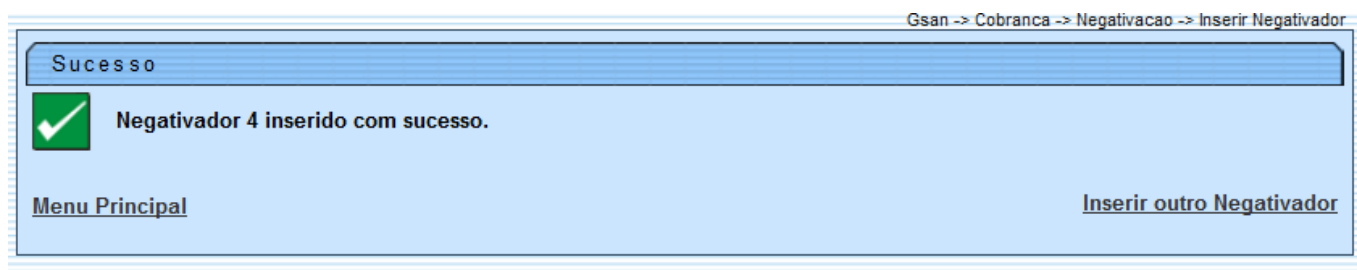 Gsan -> Cobranca -> Negativacao -> Inserir Negativador
Sucesso
Negativador 4 inserido com sucesso.
Menu Principal
Inserir outro Negativador